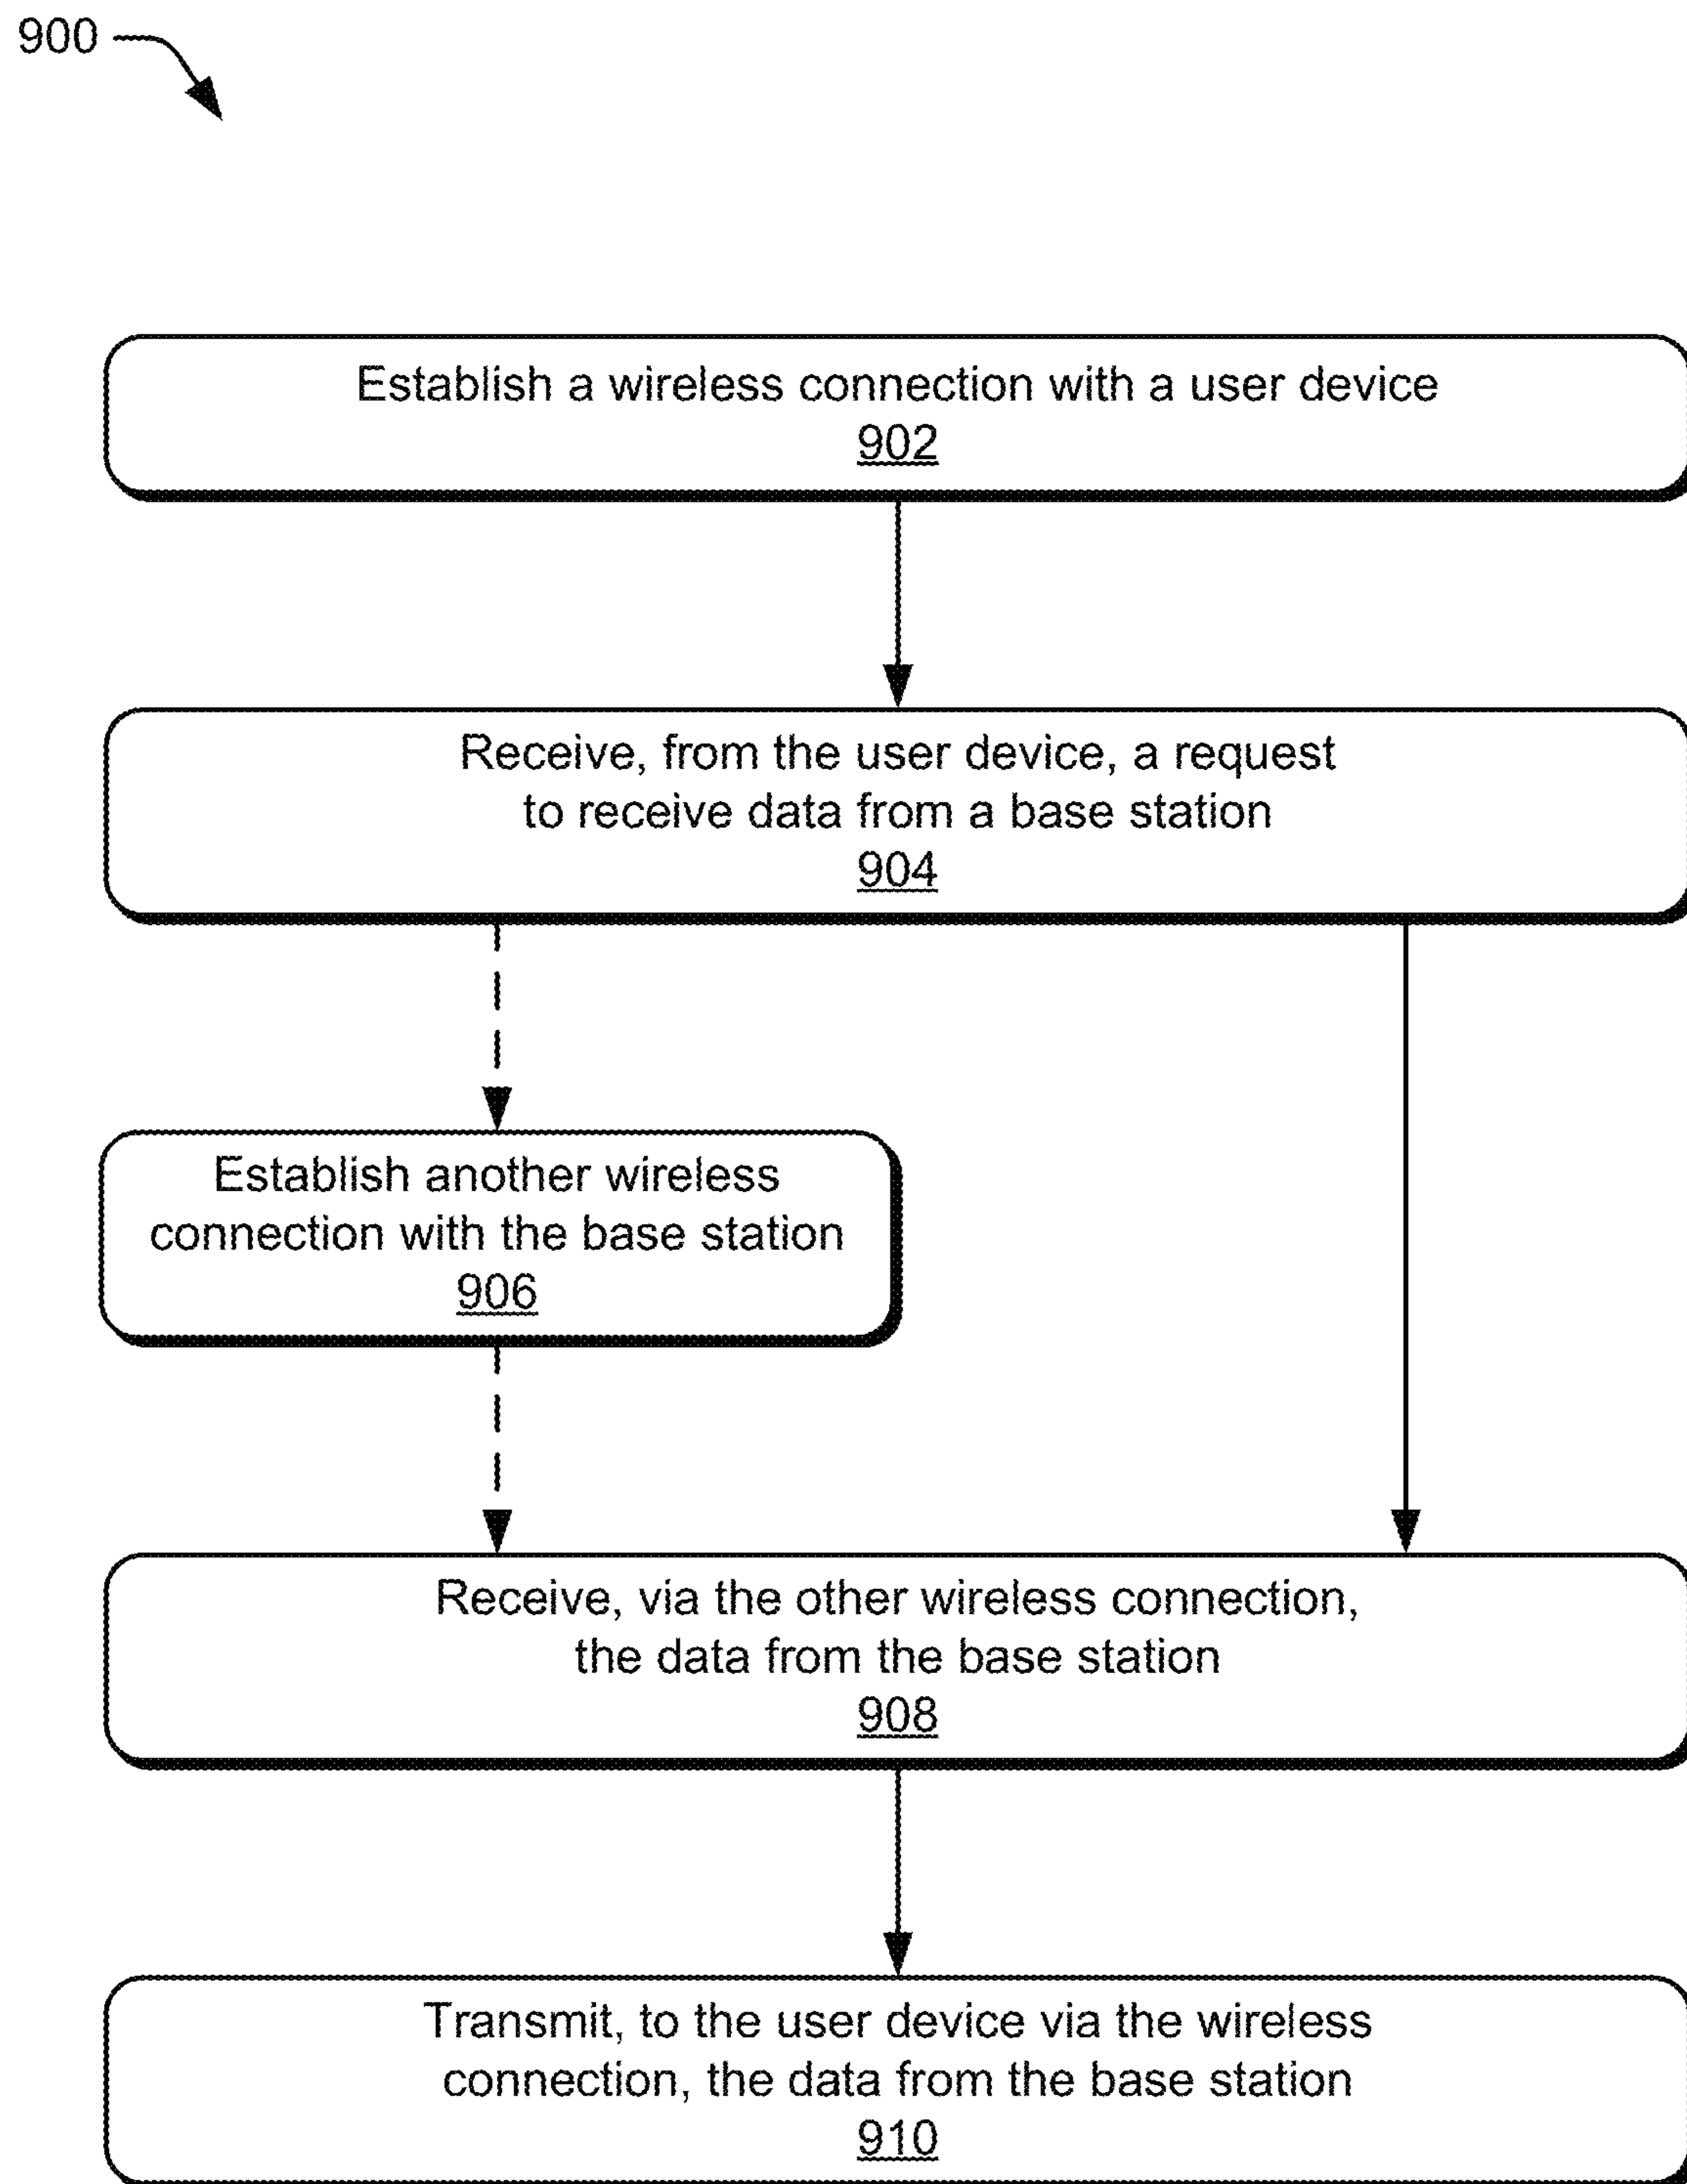 900
Establish a wireless connection with a user device
902
Receive, from the user device, a request
to receive data from a base station
904
Establish another wireless
connection with the base station
906
Receive, via the other wireless connection,
the data from the base station
908
Transmit, to the user device via the wireless
connection, the data from the base station
910